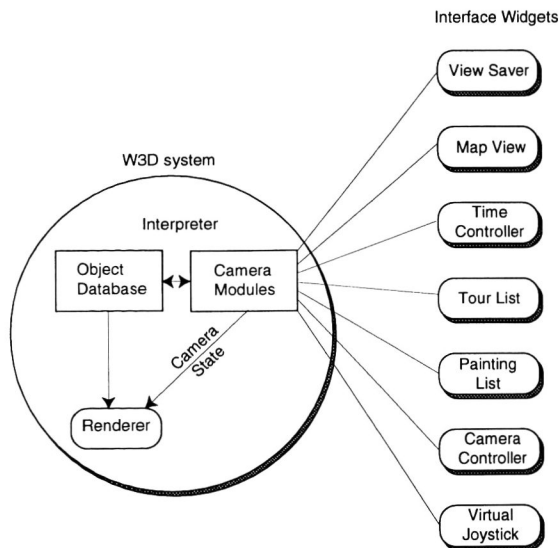 Interface Widgets
View Saver
Map View
W3D system
Time
Controller
Interpreter
Object
Database
Camera
Modules
Tour List
Camera
State
Painting
List
Renderer
Camera
Controller
Virtual
Joystick